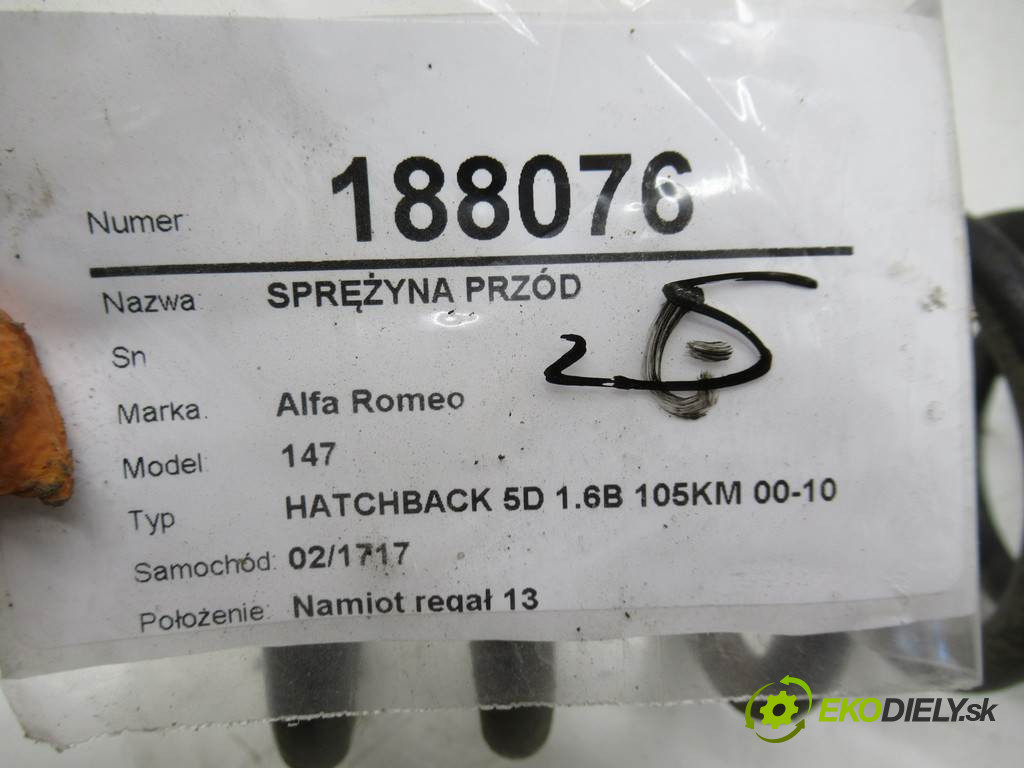 Numer: 188076
Nazwa: SPRĘŻYNA PRZÓD
Sn
Marka: Alfa Romeo
Model: 147
Typ HATCHBACK 5D 1.6B 105KM 00-10
Samochód: 02/1717
Położenie: Namiot regał 13
EKODIELY.sk